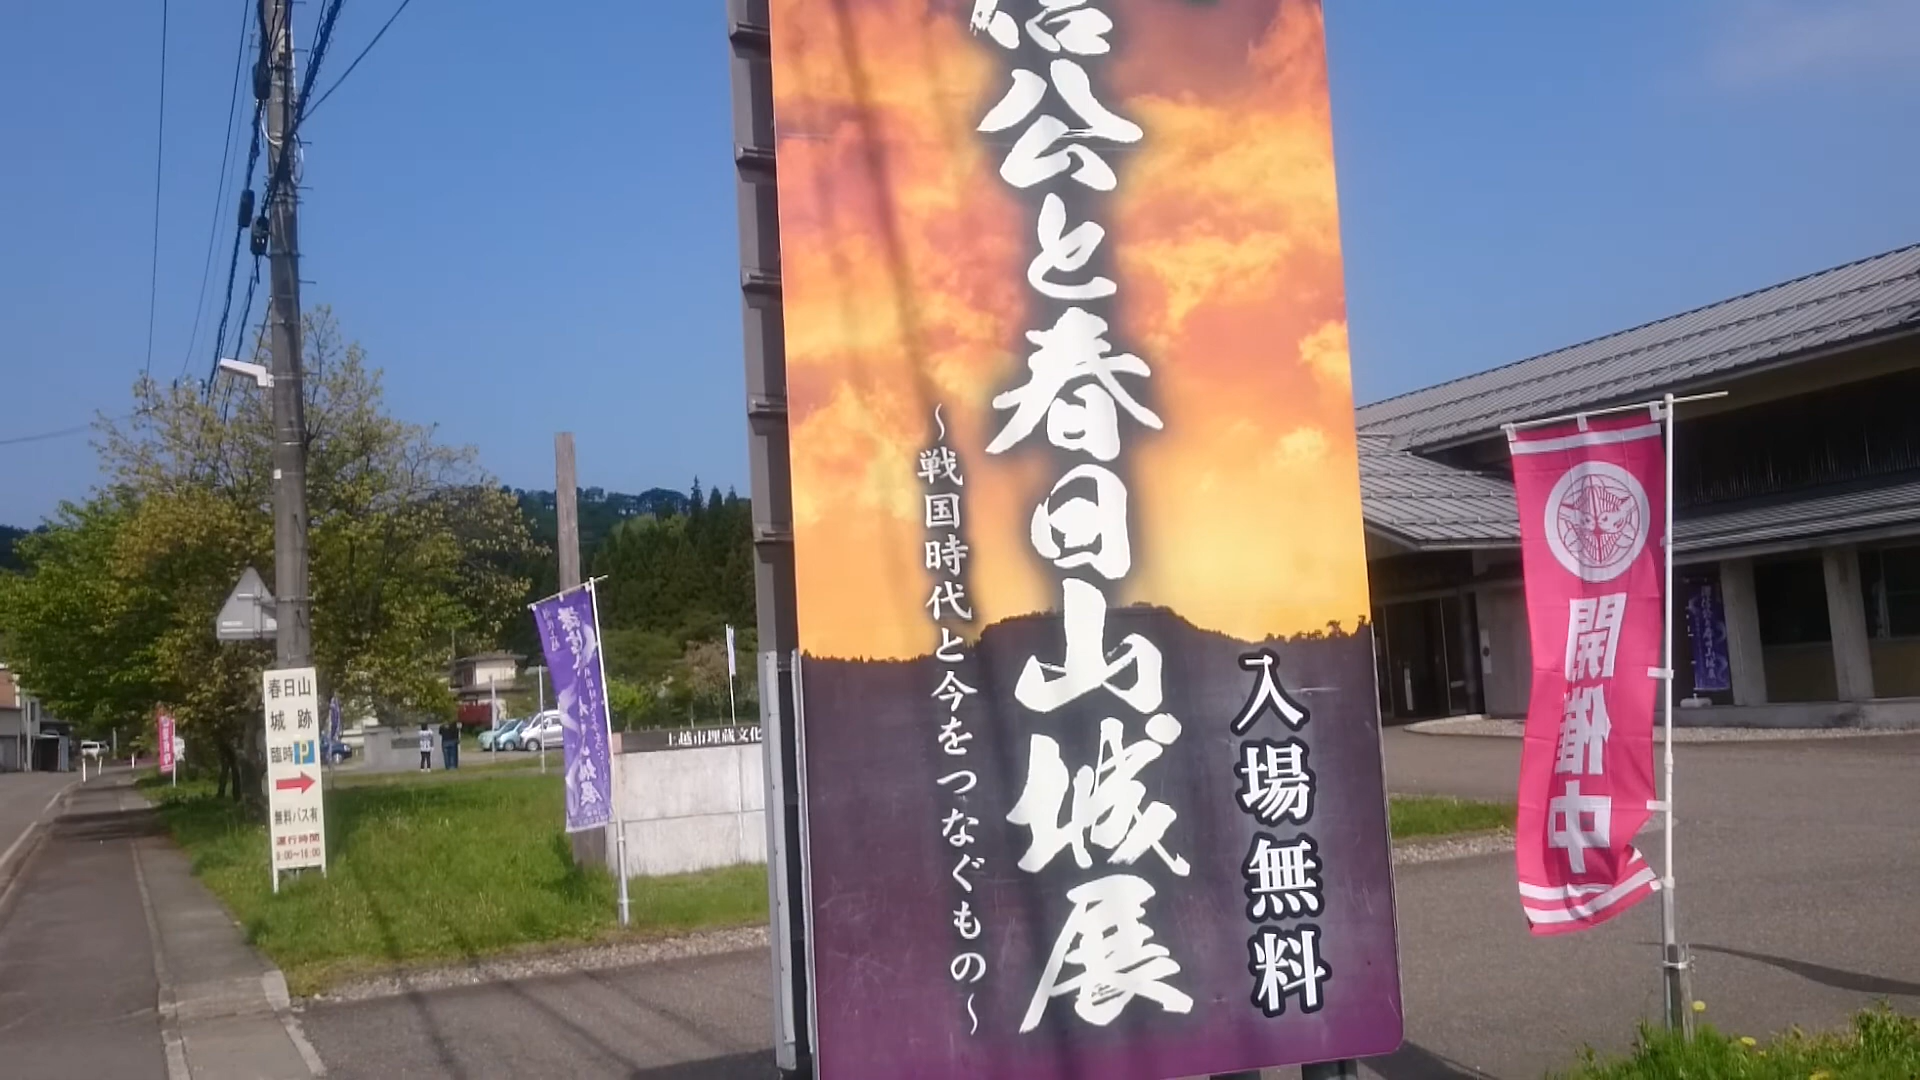 信公と春日山城展
～戦国時代と今をつなぐもの～
入場無料
開催中
春日山
城跡
臨時P
無料バス有
運行時間
9:00～16:00
上越市埋蔵文化